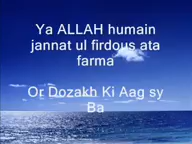 Ya ALLAH humain
jannat ul firdous ata
farma
Or Dozakh Ki Aag sy
Ba